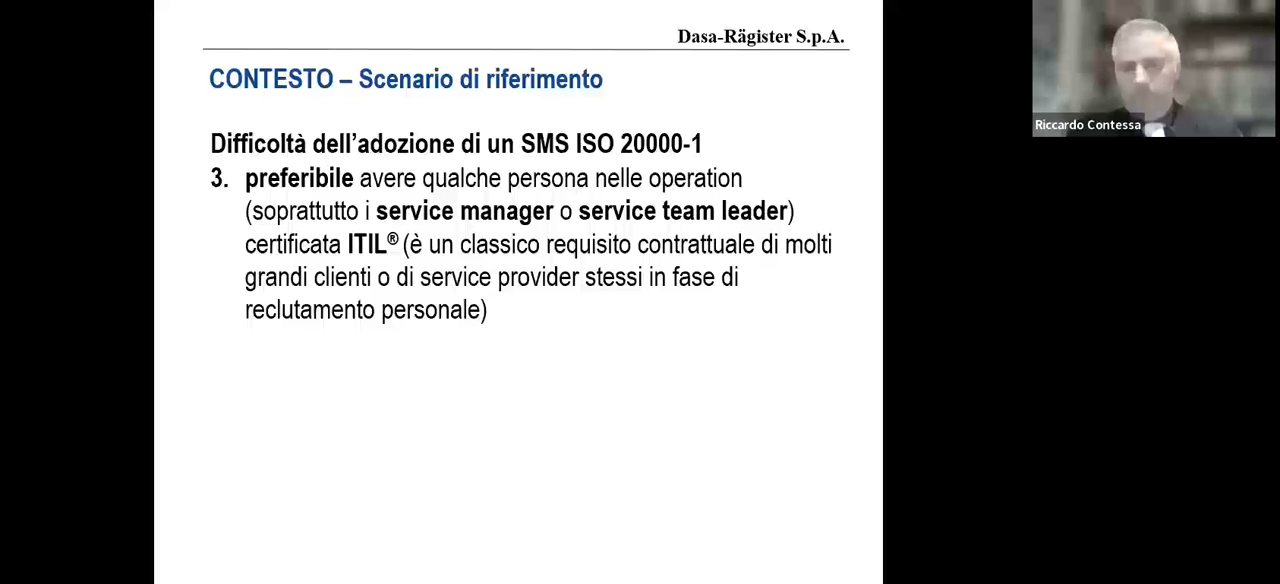 Dasa-Rägister S.p.A.
CONTESTO – Scenario di riferimento
Difficoltà dell’adozione di un SMS ISO 20000-1
3. preferibile avere qualche persona nelle operation
(soprattutto i service manager o service team leader)
certificata ITIL® (è un classico requisito contrattuale di molti
grandi clienti o di service provider stessi in fase di
reclutamento personale)
Riccardo Contessa